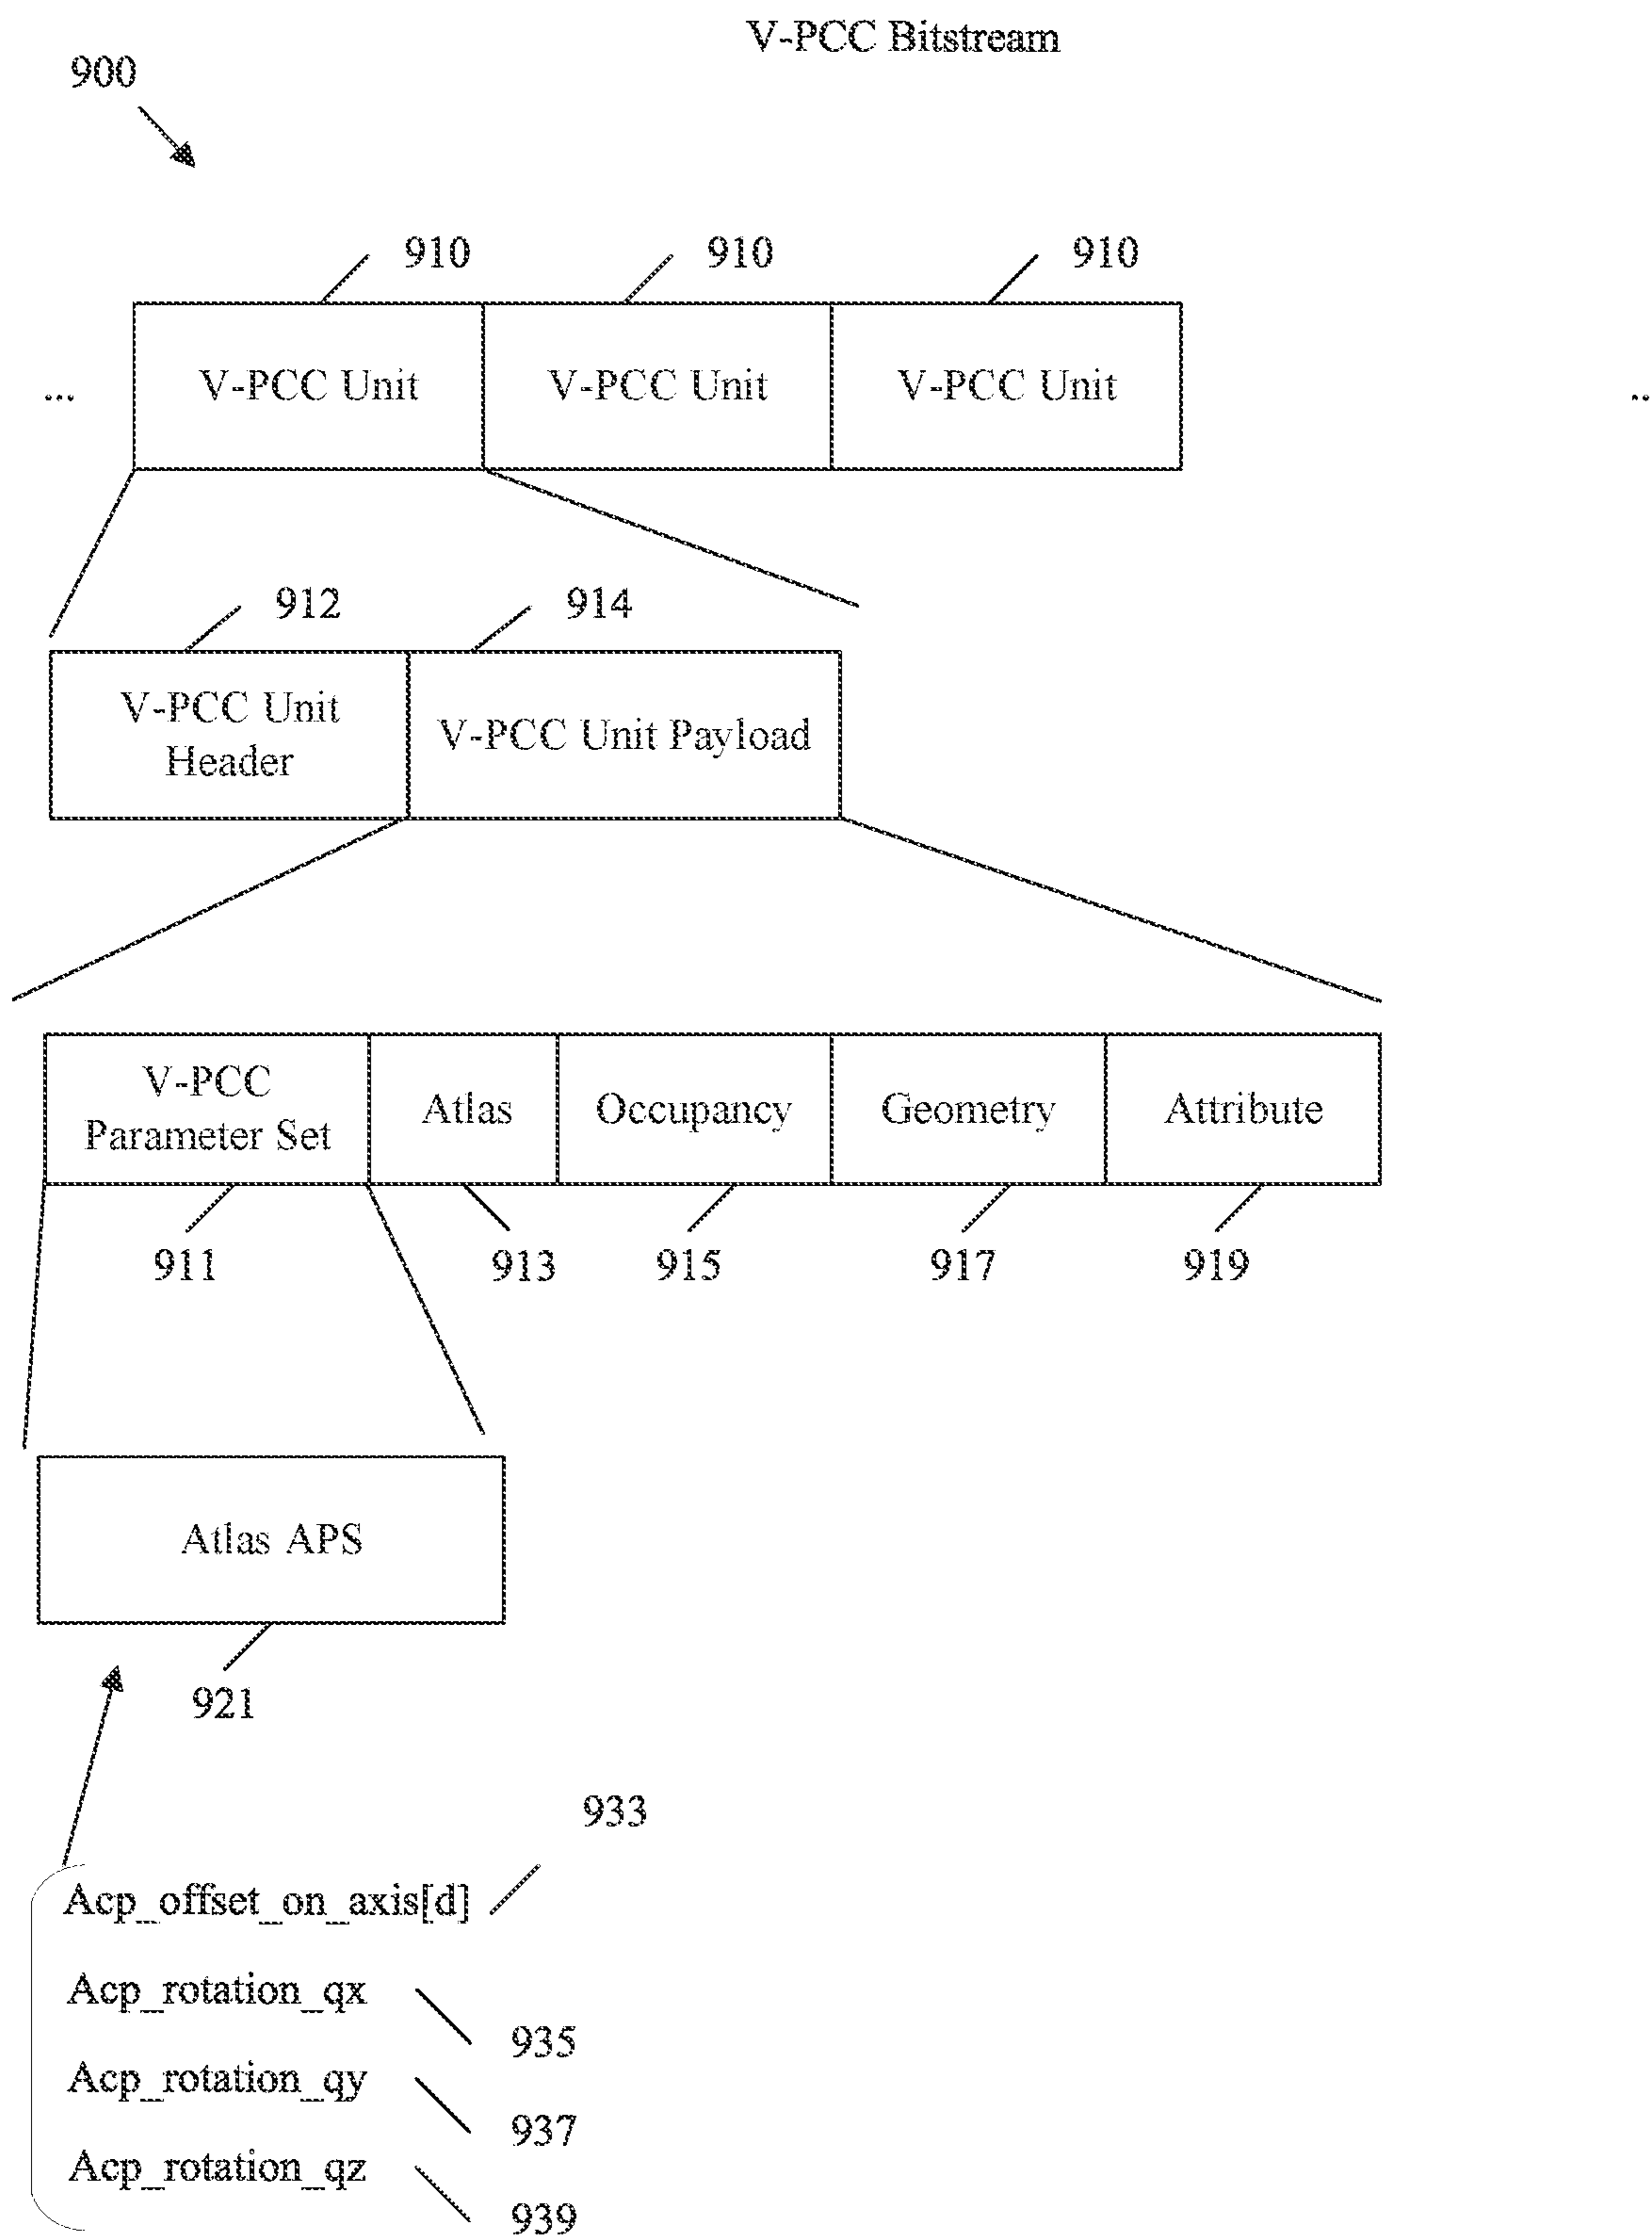 V-PCC Bitstream
900
910 910 910
... V-PCC Unit V-PCC Unit V-PCC Unit ..
912 914
V-PCC Unit
Header
V-PCC Unit Payload
V-PCC
Parameter Set
Atlas Occupancy Geometry Attribute
911 913 915 917 919
Atlas APS
921
933
Acp_offset_on_axis[d]
Acp_rotation_qx
935
Acp_rotation_qy
937
Acp_rotation_qz
939